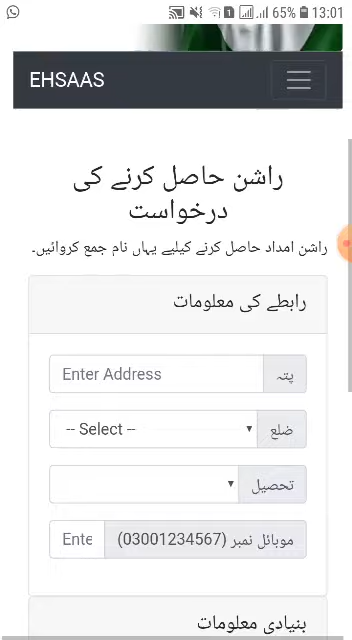 65% 13:01
EHSAAS
راشن حاصل کرنے کی
درخواست
راشن امداد حاصل کرنے کیلیے یہاں نام جمع کروائیں۔
رابطے کی معلومات
پتہ Enter Address
ضلع -- Select --
تحصیل
موبائل نمبر (03001234567) Ente
بنیادی معلومات